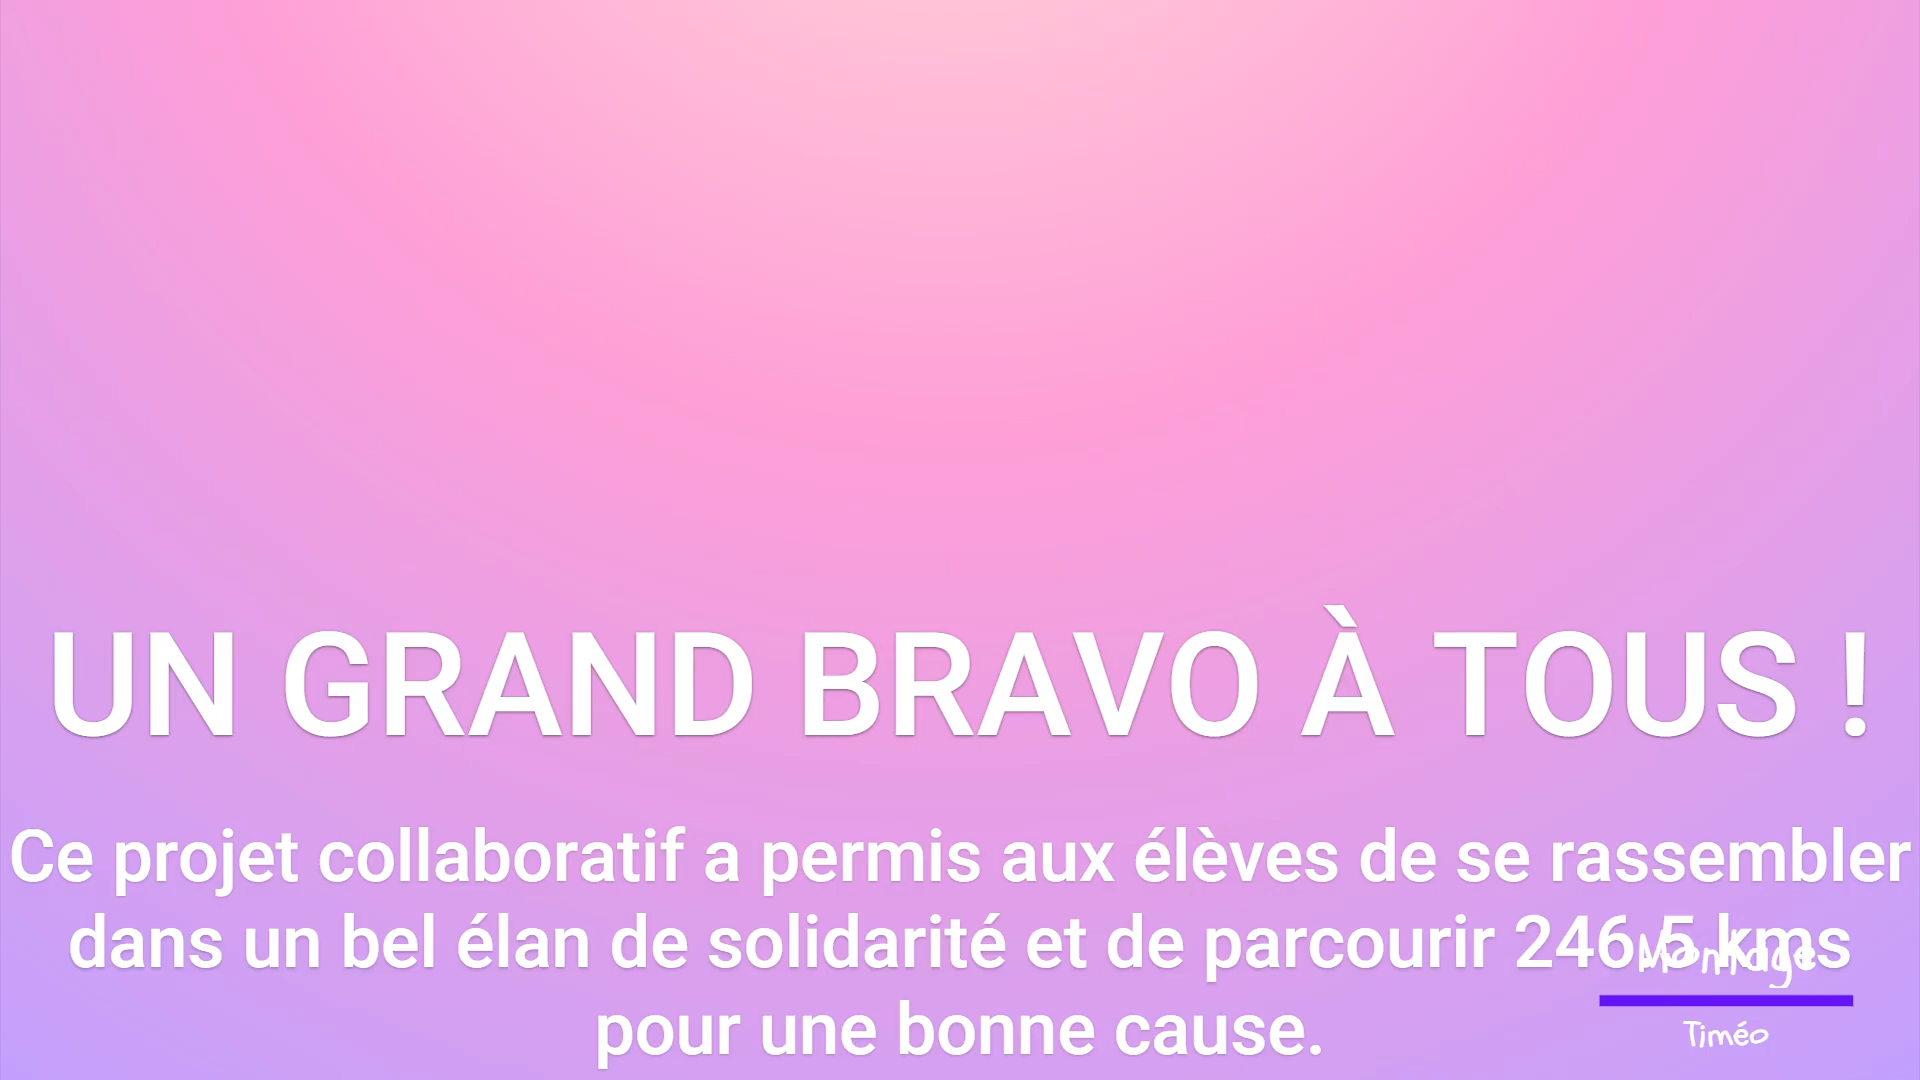 UN GRAND BRAVO À TOUS !
Ce projet collaboratif a permis aux élèves de se rassembler
dans un bel élan de solidarité et de parcourir 246,5 kms
pour une bonne cause.
Montage
Timéo